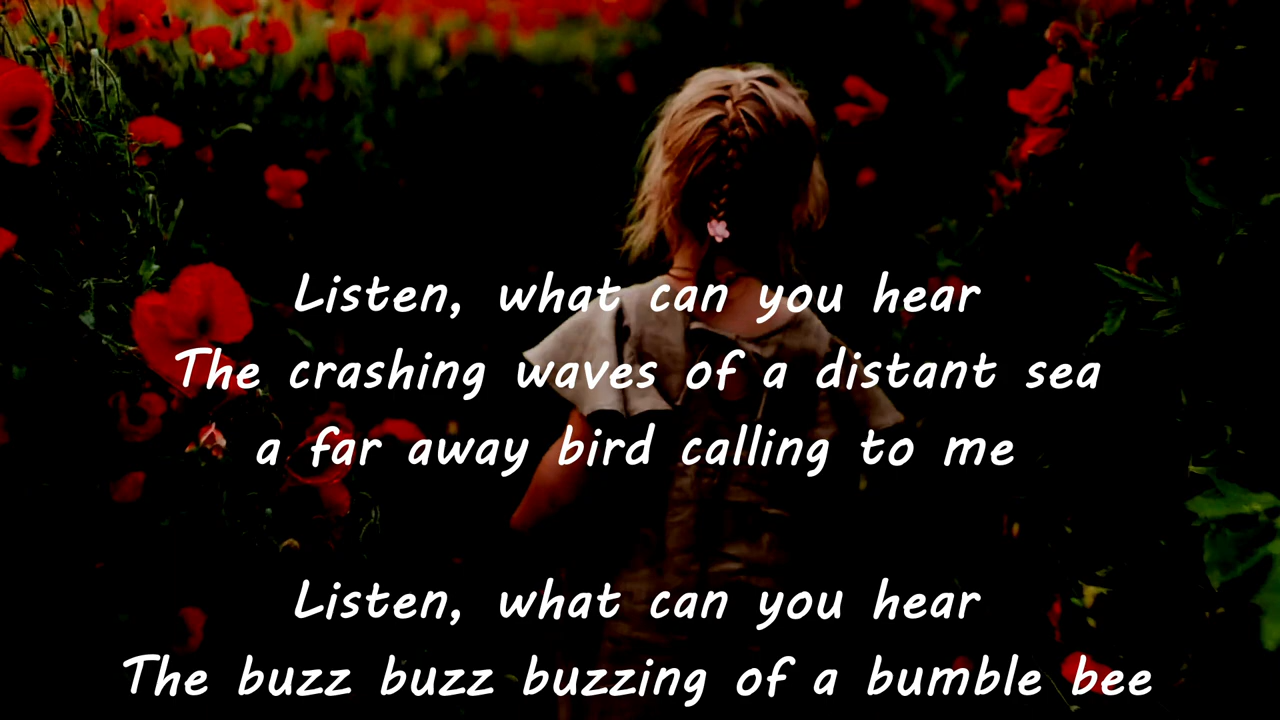 Listen, what can you hear
The crashing waves of a distant sea
a far away bird calling to me
Listen, what can you hear
The buzz buzz buzzing of a bumble bee